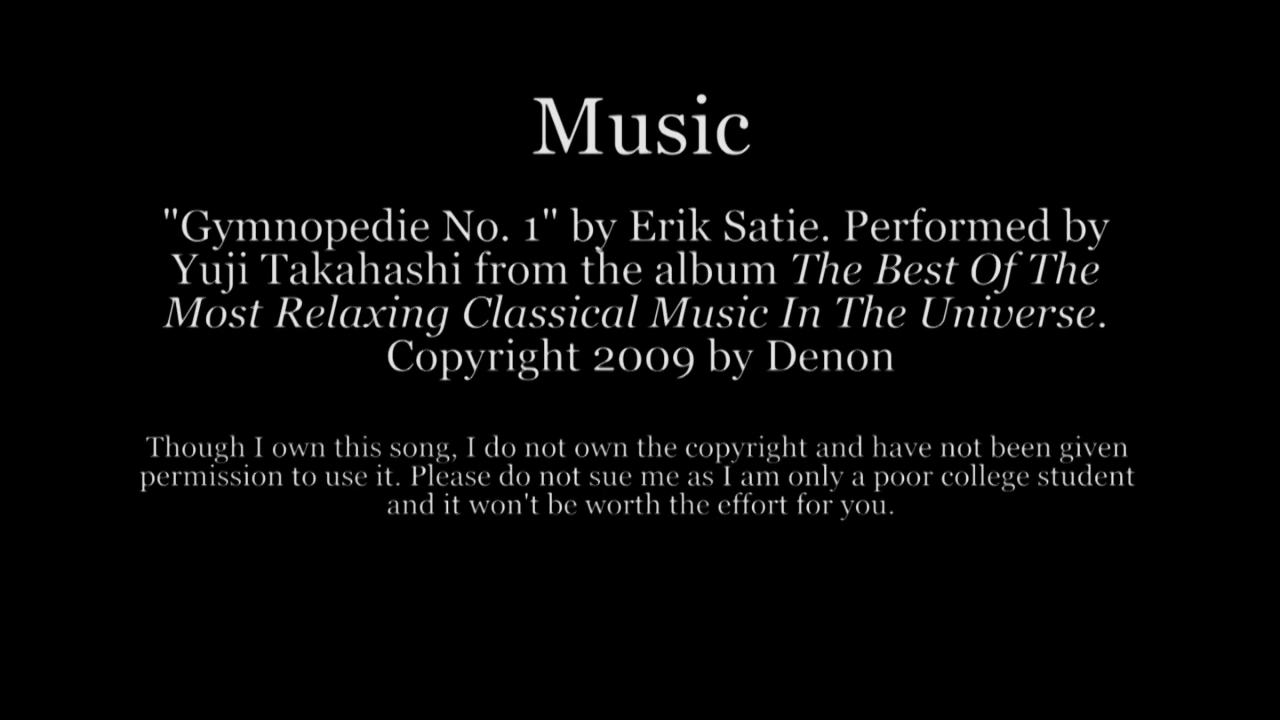 Music
"Gymnopedie No. 1" by Erik Satie. Performed by
Yuji Takahashi from the album The Best Of The
Most Relaxing Classical Music In The Universe.
Copyright 2009 by Denon
Though I own this song, I do not own the copyright and have not been given
permission to use it. Please do not sue me as I am only a poor college student
and it won't be worth the effort for you.